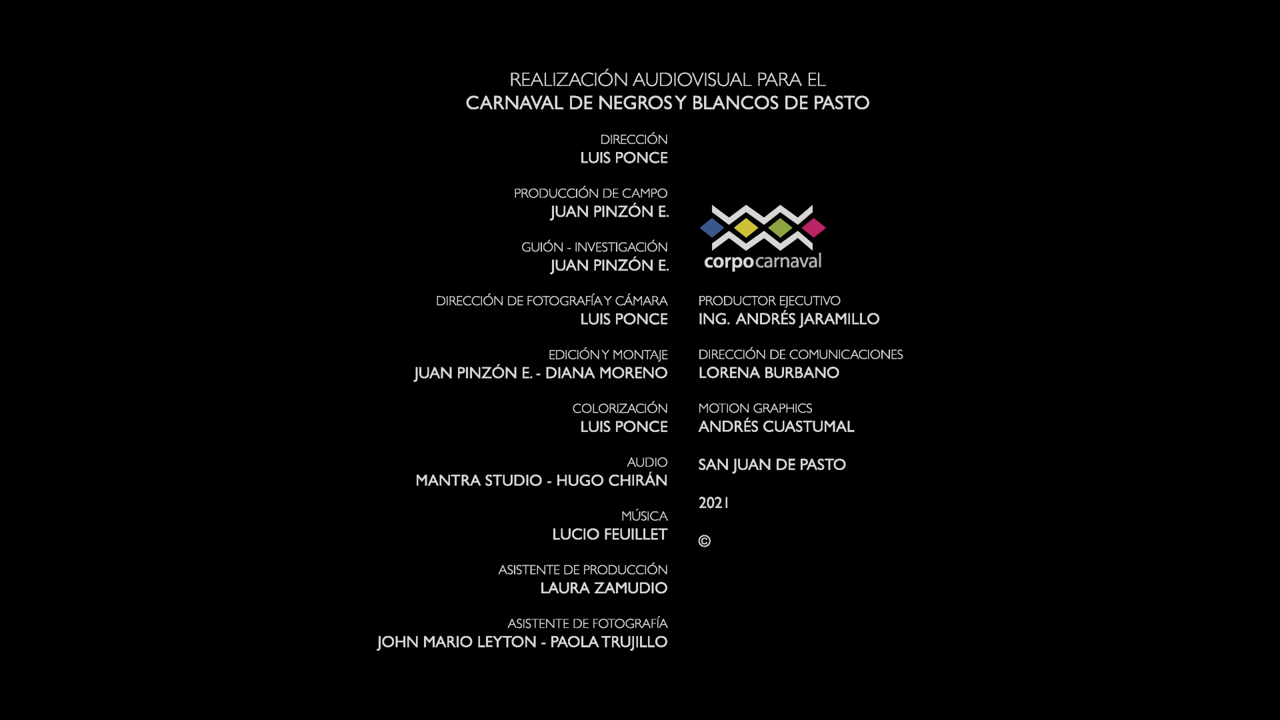 REALIZACIÓN AUDIOVISUAL PARA EL
CARNAVAL DE NEGROS Y BLANCOS DE PASTO
DIRECCIÓN
LUIS PONCE
PRODUCCIÓN DE CAMPO
JUAN PINZÓN E.
GUIÓN - INVESTIGACIÓN
JUAN PINZÓN E.
DIRECCIÓN DE FOTOGRAFÍA Y CÁMARA
LUIS PONCE
EDICIÓN Y MONTAJE
JUAN PINZÓN E. - DIANA MORENO
COLORIZACIÓN
LUIS PONCE
AUDIO
MANTRA STUDIO - HUGO CHIRÁN
MÚSICA
LUCIO FEUILLET
ASISTENTE DE PRODUCCIÓN
LAURA ZAMUDIO
ASISTENTE DE FOTOGRAFÍA
JOHN MARIO LEYTON - PAOLA TRUJILLO
corpocarnaval
PRODUCTOR EJECUTIVO
ING. ANDRÉS JARAMILLO
DIRECCIÓN DE COMUNICACIONES
LORENA BURBANO
MOTION GRAPHICS
ANDRÉS CUASTUMAL
SAN JUAN DE PASTO
2021
©